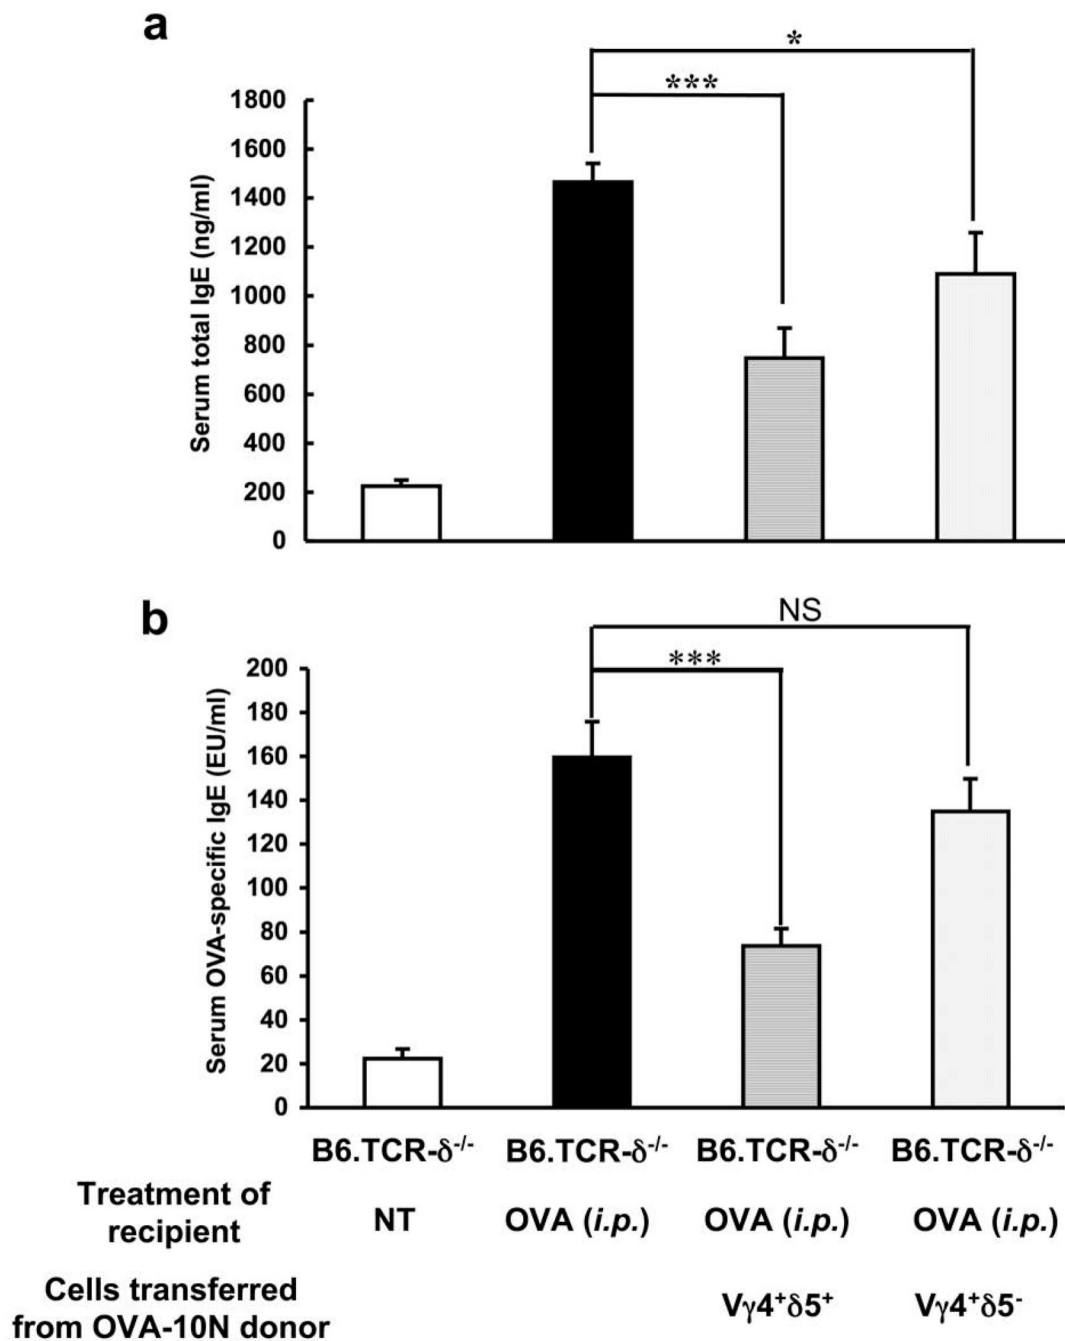 a
*
***
1800
1600
1400
1200
1000
800
600
400
200
0
Serum total IgE (ng/ml)
b
NS
***
200
180
160
140
120
100
80
60
40
20
0
Serum OVA-specific IgE (EU/ml)
B6.TCR-δ⁻/⁻ B6.TCR-δ⁻/⁻ B6.TCR-δ⁻/⁻ B6.TCR-δ⁻/⁻
Treatment of
recipient NT OVA (i.p.) OVA (i.p.) OVA (i.p.)
Cells transferred
from OVA-10N donor Vγ4⁺δ5⁺ Vγ4⁺δ5⁻